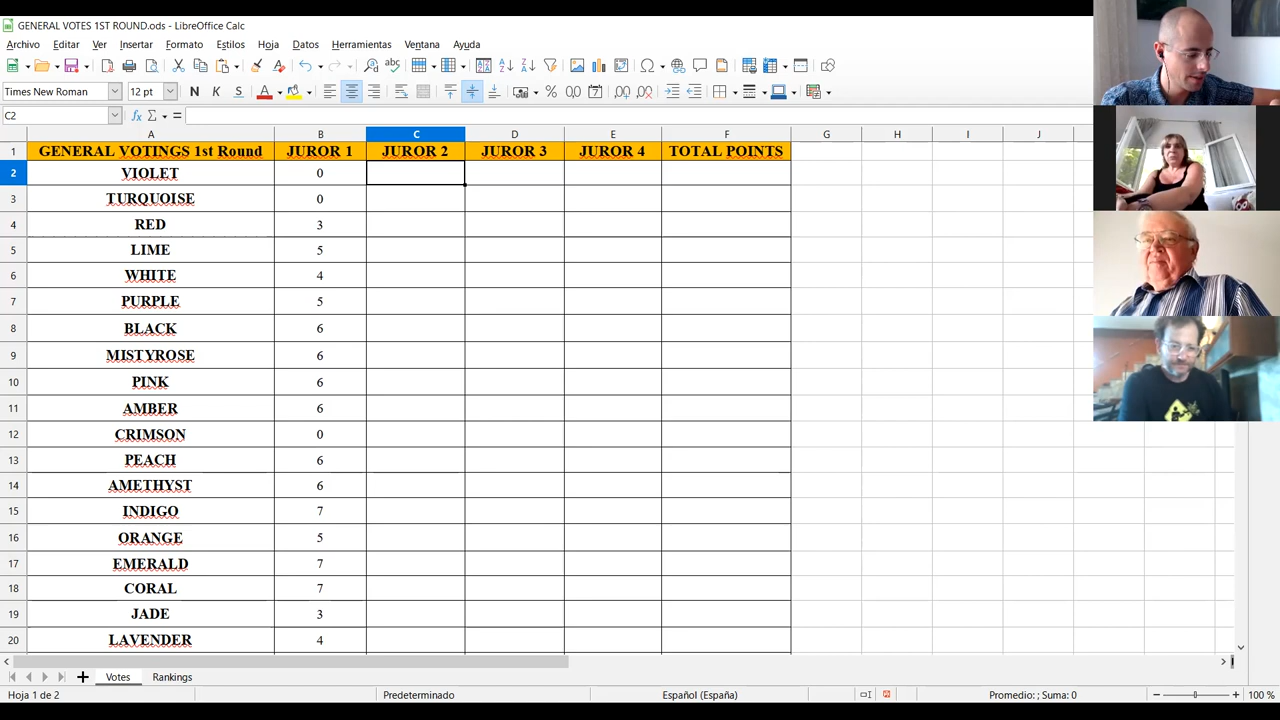 GENERAL VOTES 1ST ROUND.ods - LibreOffice Calc
Archivo Editar Ver Insertar Formato Estilos Hoja Datos Herramientas Ventana Ayuda
Times New Roman 12 pt N K S
C2
A B C D E F G H I J
1 GENERAL VOTINGS 1st Round JUROR 1 JUROR 2 JUROR 3 JUROR 4 TOTAL POINTS
2 VIOLET 0
3 TURQUOISE 0
4 RED 3
5 LIME 5
6 WHITE 4
7 PURPLE 5
8 BLACK 6
9 MISTYROSE 6
10 PINK 6
11 AMBER 6
12 CRIMSON 0
13 PEACH 6
14 AMETHYST 6
15 INDIGO 7
16 ORANGE 5
17 EMERALD 7
18 CORAL 7
19 JADE 3
20 LAVENDER 4
Votes Rankings
Hoja 1 de 2 Predeterminado Español (España) Promedio: ; Suma: 0 100 %